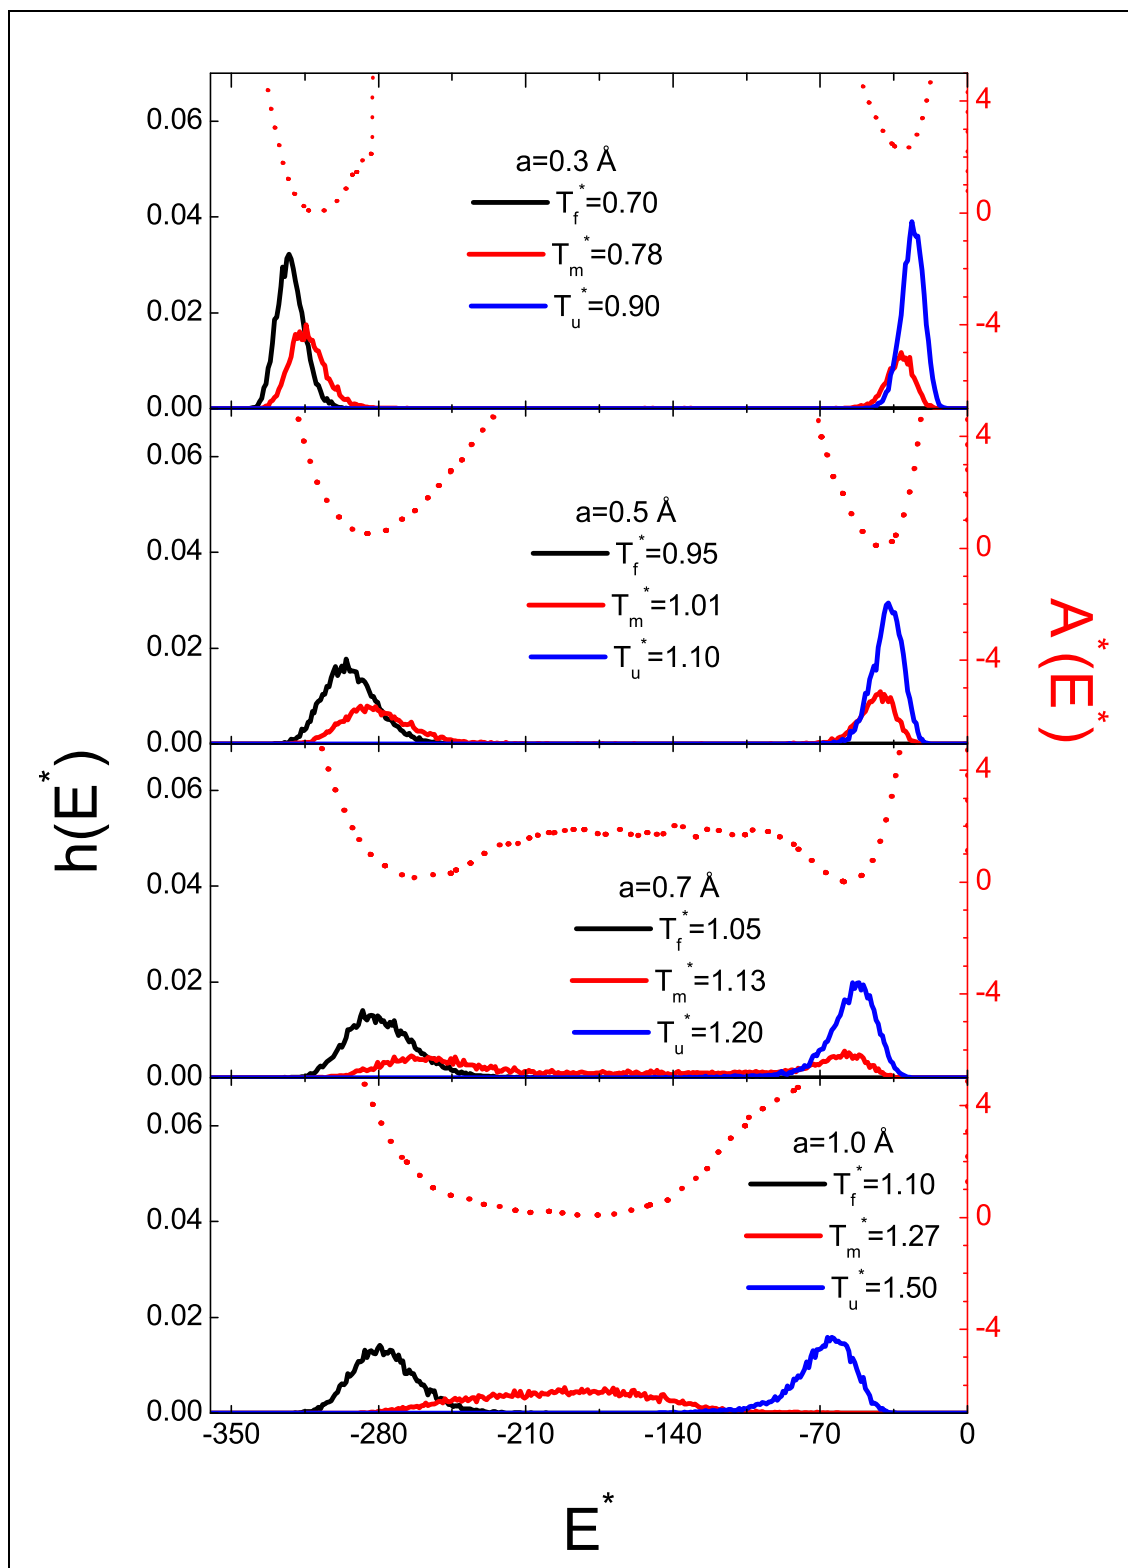 0.06
0.04
0.02
0.00
4
0
-4
a=0.3 Å
T_f^*=0.70
T_m^*=0.78
T_u^*=0.90
0.06
0.04
0.02
0.00
4
0
-4
a=0.5 Å
T_f^*=0.95
T_m^*=1.01
T_u^*=1.10
h(E^*)
A^*(E^*)
0.06
0.04
0.02
0.00
4
0
-4
a=0.7 Å
T_f^*=1.05
T_m^*=1.13
T_u^*=1.20
0.06
0.04
0.02
0.00
4
0
-4
a=1.0 Å
T_f^*=1.10
T_m^*=1.27
T_u^*=1.50
-350 -280 -210 -140 -70 0
E^*